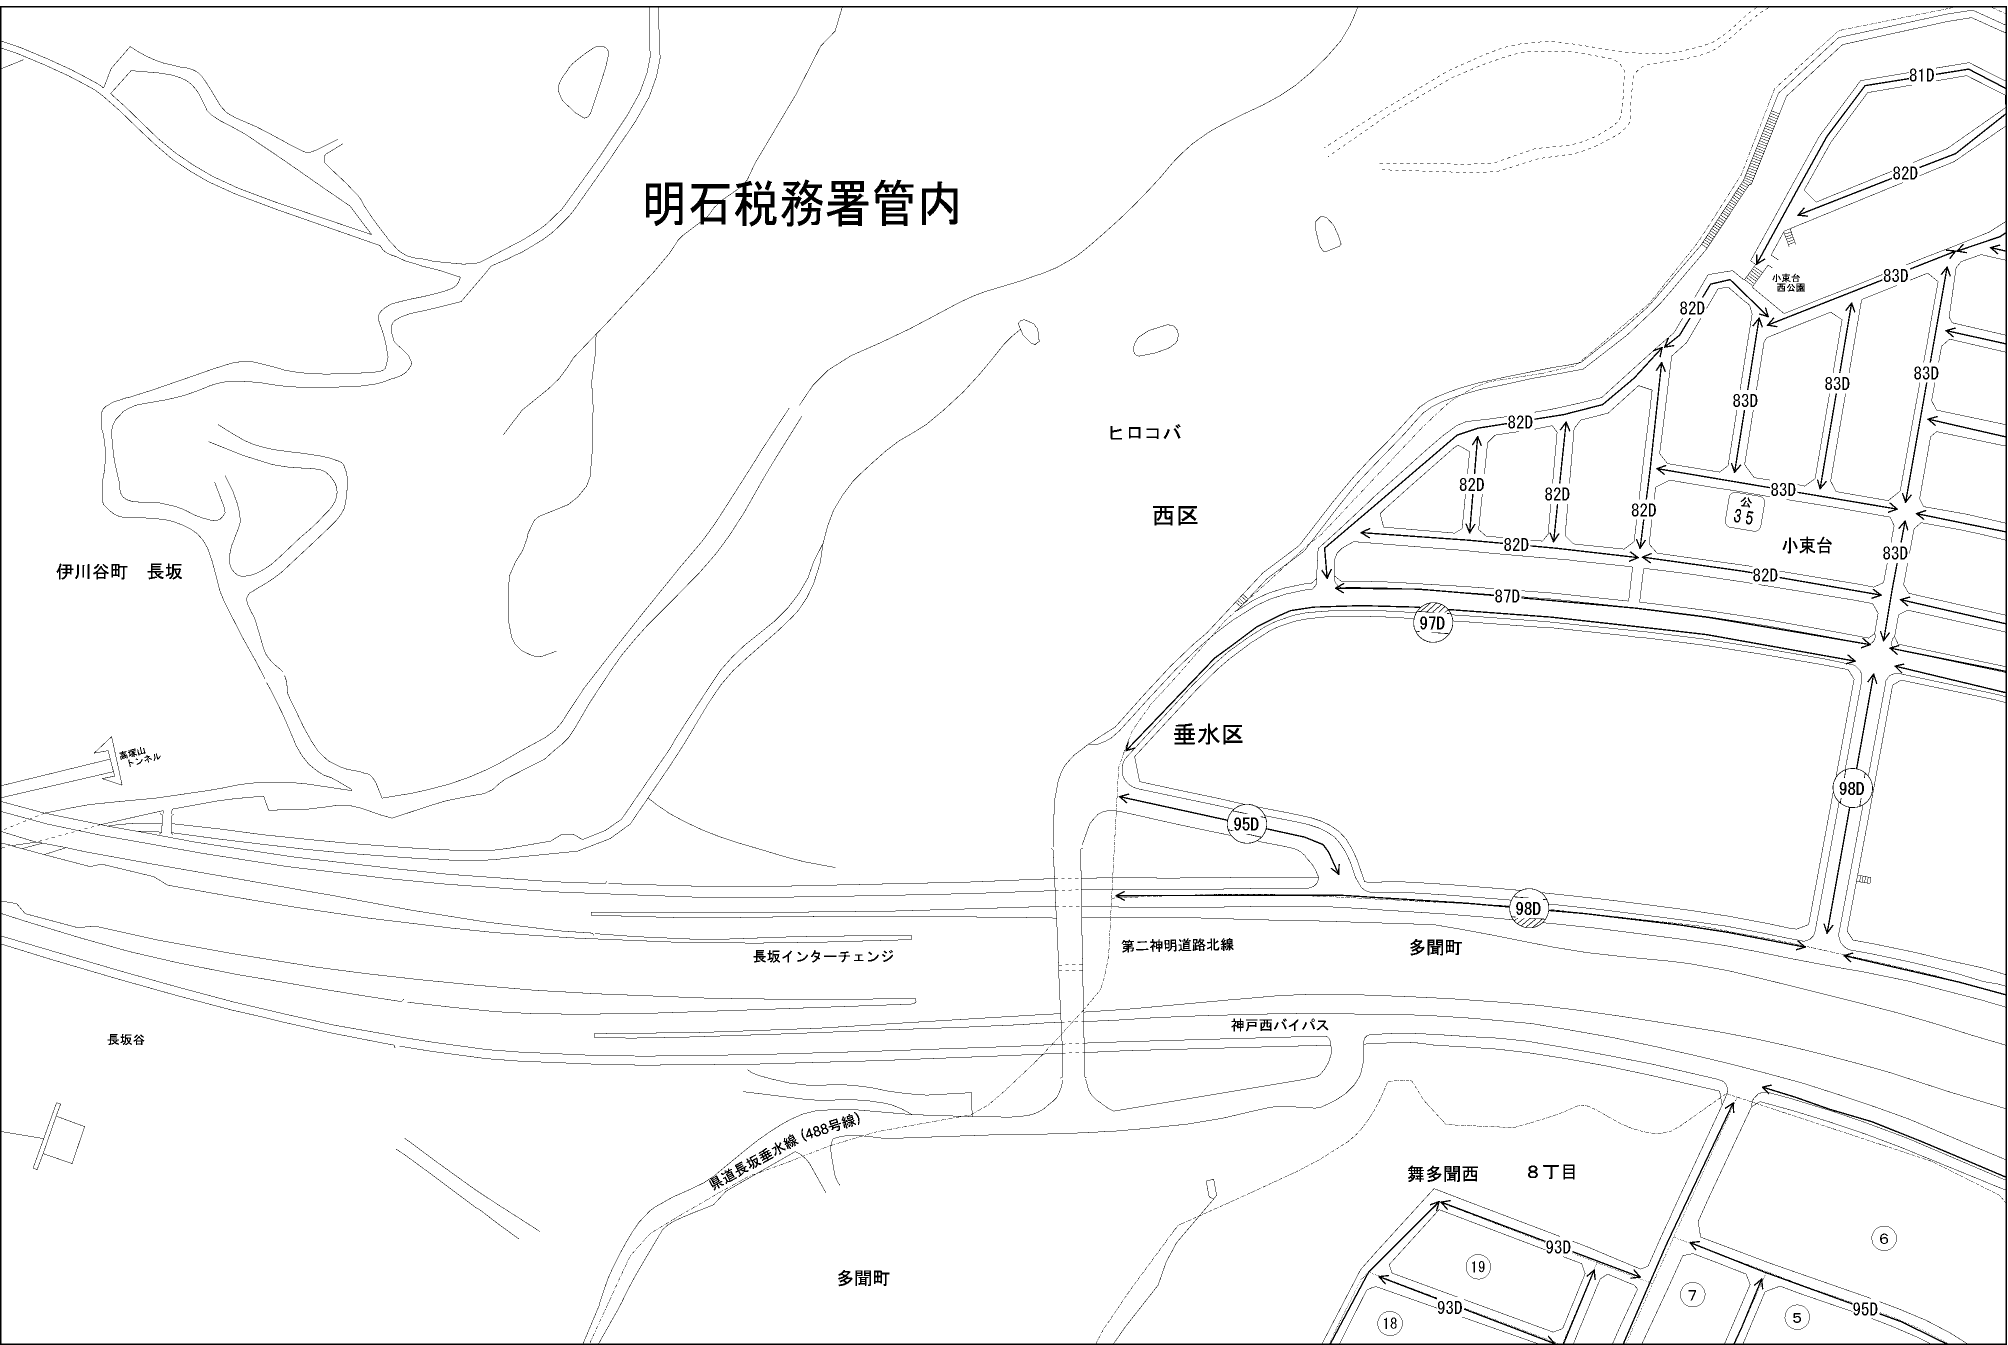 81D
82D
明石税務署管内
83D
小束台
西公園
82D
83D
83D
83D
82D
ヒロコバ
82D
82D
82D
83D
公
35
西区
82D
小束台
83D
82D
伊川谷町 長坂
87D
97D
垂水区
高塚山
トンネル
98D
95D
98D
第二神明道路北線
多聞町
長坂インターチェンジ
神戸西バイパス
長坂谷
県道長坂垂水線(488号線)
舞多聞西 8丁目
93D
6
19
多聞町
7
93D
95D
18
5